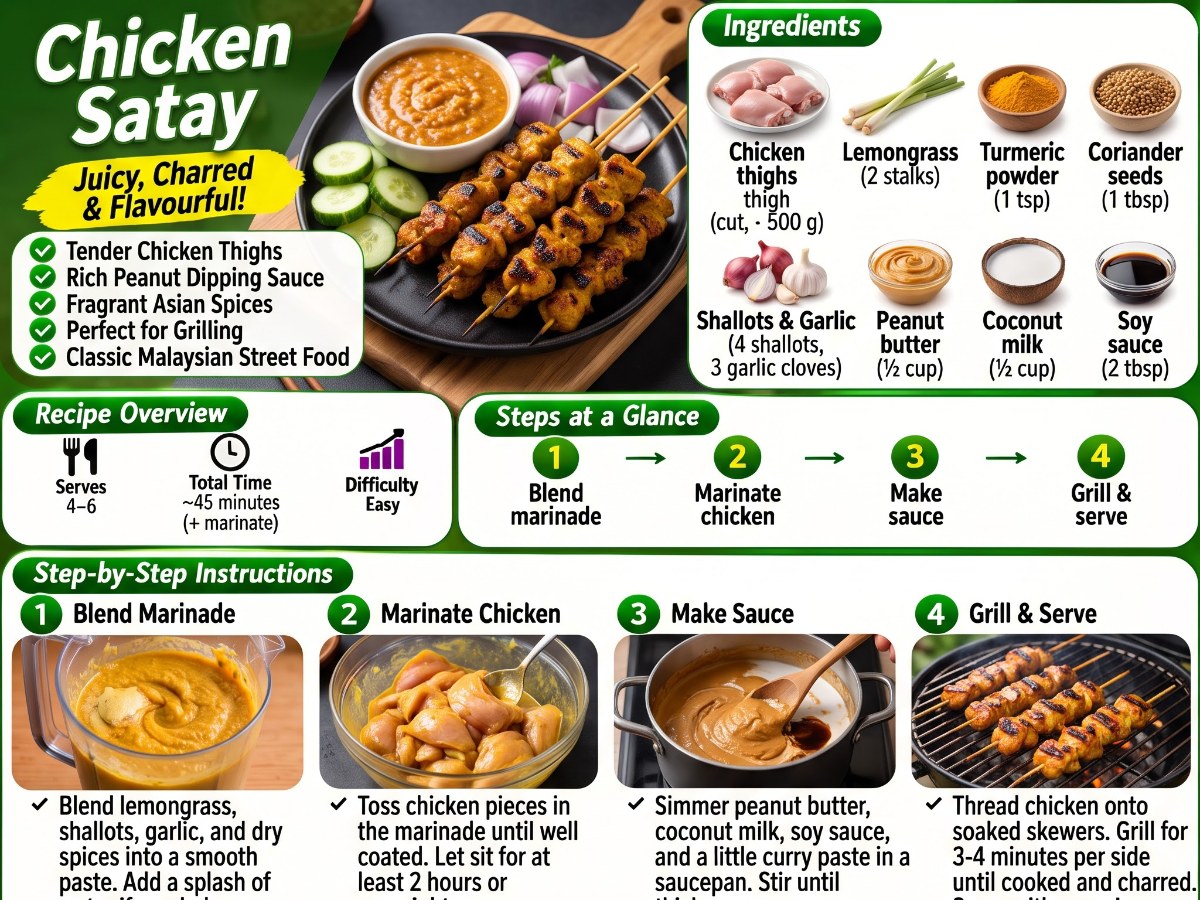 Chicken
Satay
Juicy, Charred
& Flavourful!
Tender Chicken Thighs
Rich Peanut Dipping Sauce
Fragrant Asian Spices
Perfect for Grilling
Classic Malaysian Street Food
Ingredients
Chicken
thighs
thigh
(cut, · 500 g)
Lemongrass
(2 stalks)
Turmeric
powder
(1 tsp)
Coriander
seeds
(1 tbsp)
Shallots & Garlic
(4 shallots,
3 garlic cloves)
Peanut
butter
(½ cup)
Coconut
milk
(½ cup)
Soy
sauce
(2 tbsp)
Recipe Overview
Serves
4–6
Total Time
~45 minutes
(+ marinate)
Difficulty
Easy
Steps at a Glance
1
Blend
marinade
2
Marinate
chicken
3
Make
sauce
4
Grill &
serve
Step-by-Step Instructions
1 Blend Marinade
Blend lemongrass,
shallots, garlic, and dry
spices into a smooth
paste. Add a splash of
2 Marinate Chicken
Toss chicken pieces in
the marinade until well
coated. Let sit for at
least 2 hours or
3 Make Sauce
Simmer peanut butter,
coconut milk, soy sauce,
and a little curry paste in a
saucepan. Stir until
4 Grill & Serve
Thread chicken onto
soaked skewers. Grill for
3-4 minutes per side
until cooked and charred.